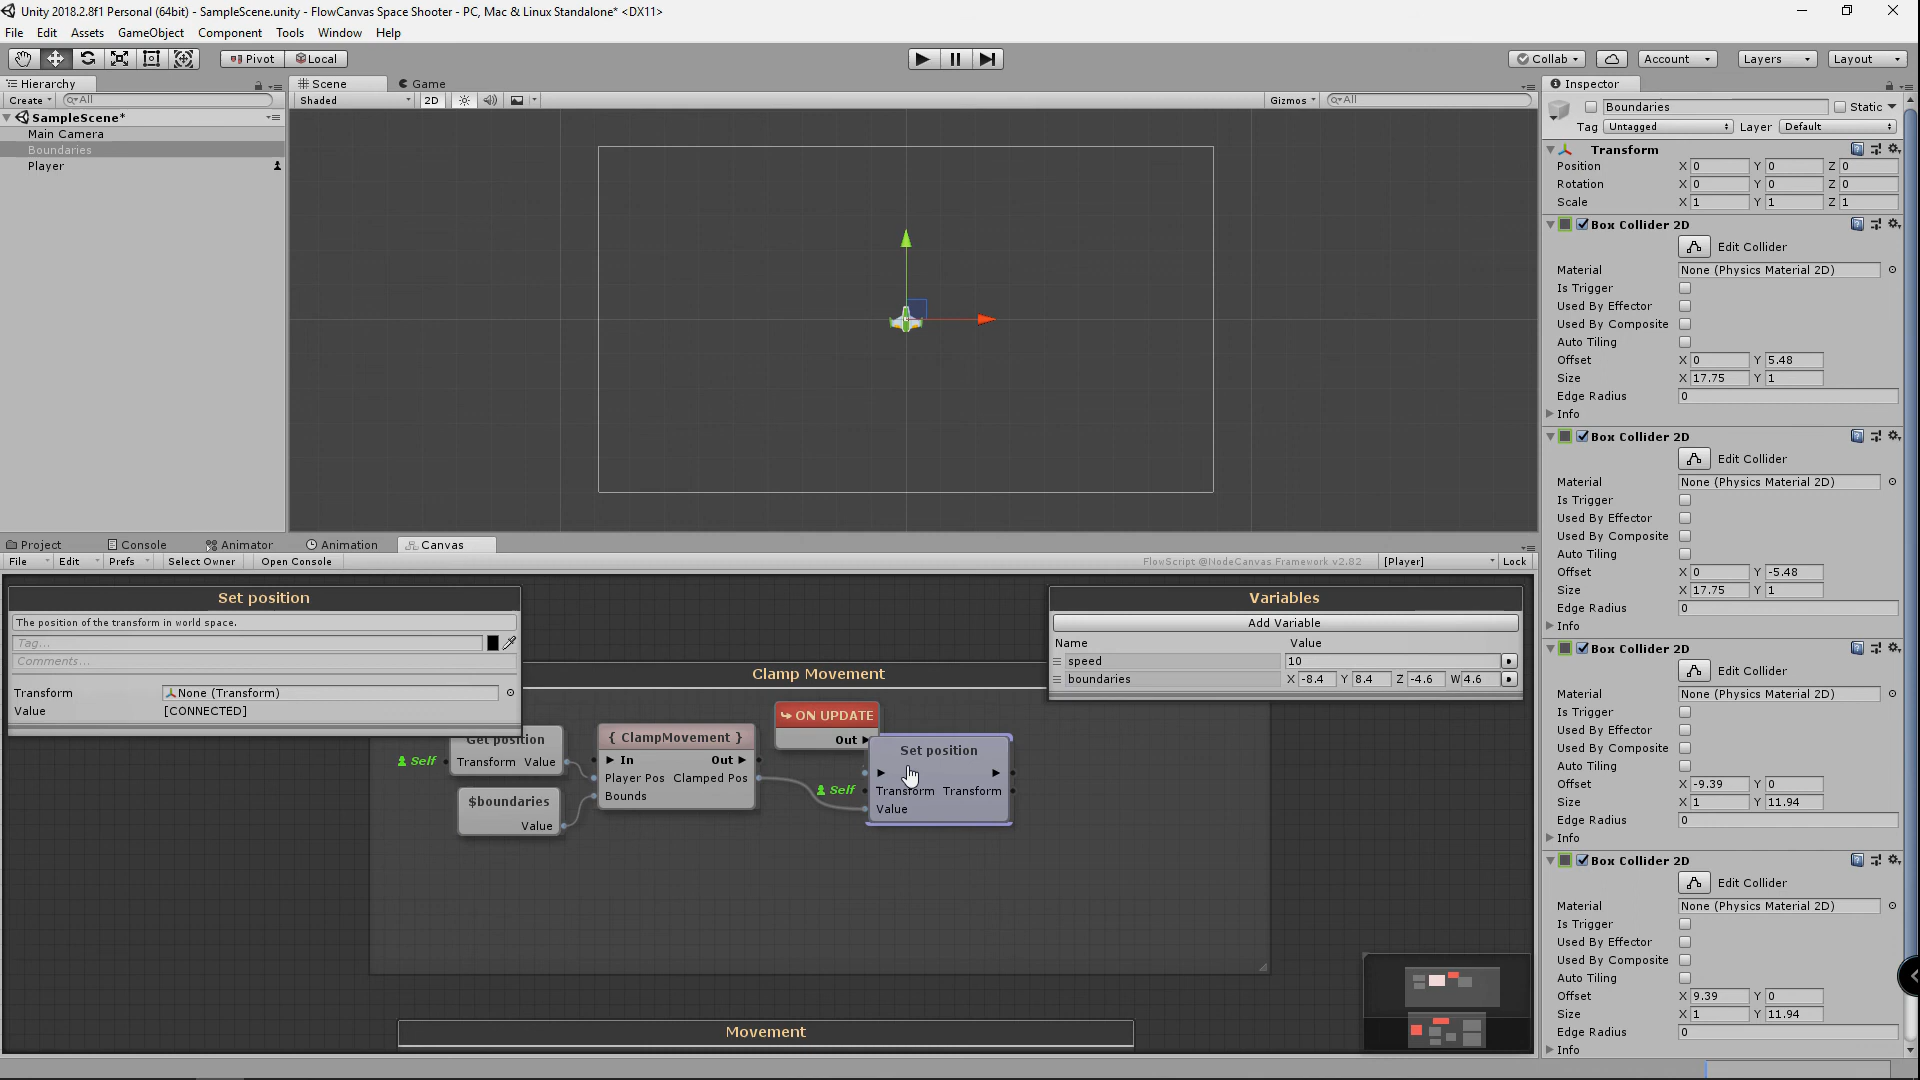 Unity 2018.2.8f1 Personal (64bit) - SampleScene.unity - FlowCanvas Space Shooter - PC, Mac & Linux Standalone* <DX11>
File Edit Assets GameObject Component Tools Window Help
Pivot Local Collab Account Layers Layout
Hierarchy
Create All
SampleScene*
Main Camera
Boundaries
Player
Scene Game
Shaded 2D Gizmos All
Inspector
Boundaries Static
Tag Untagged Layer Default
Transform
Position X 0 Y 0 Z 0
Rotation X 0 Y 0 Z 0
Scale X 1 Y 1 Z 1
Box Collider 2D
Edit Collider
Material None (Physics Material 2D)
Is Trigger
Used By Effector
Used By Composite
Auto Tiling
Offset X 0 Y 5.48
Size X 17.75 Y 1
Edge Radius 0
Info
Box Collider 2D
Edit Collider
Material None (Physics Material 2D)
Is Trigger
Used By Effector
Used By Composite
Auto Tiling
Offset X 0 Y -5.48
Size X 17.75 Y 1
Edge Radius 0
Info
Box Collider 2D
Edit Collider
Material None (Physics Material 2D)
Is Trigger
Used By Effector
Used By Composite
Auto Tiling
Offset X -9.39 Y 0
Size X 1 Y 11.94
Edge Radius 0
Info
Box Collider 2D
Edit Collider
Material None (Physics Material 2D)
Is Trigger
Used By Effector
Used By Composite
Auto Tiling
Offset X 9.39 Y 0
Size X 1 Y 11.94
Edge Radius 0
Info
Project Console Animator Animation Canvas
File Edit Prefs Select Owner Open Console FlowScript @NodeCanvas Framework v2.82 [Player] Lock
Set position
The position of the transform in world space.
Tag...
Comments...
Transform None (Transform)
Value [CONNECTED]
Variables
Add Variable
Name Value
speed 10
boundaries X -8.4 Y 8.4 Z -4.6 W 4.6
Clamp Movement
Get position
Self Transform Value
$boundaries
Value
{ ClampMovement }
In Out
Player Pos Clamped Pos
Bounds
ON UPDATE
Out
Set position
Self Transform Transform
Value
Movement